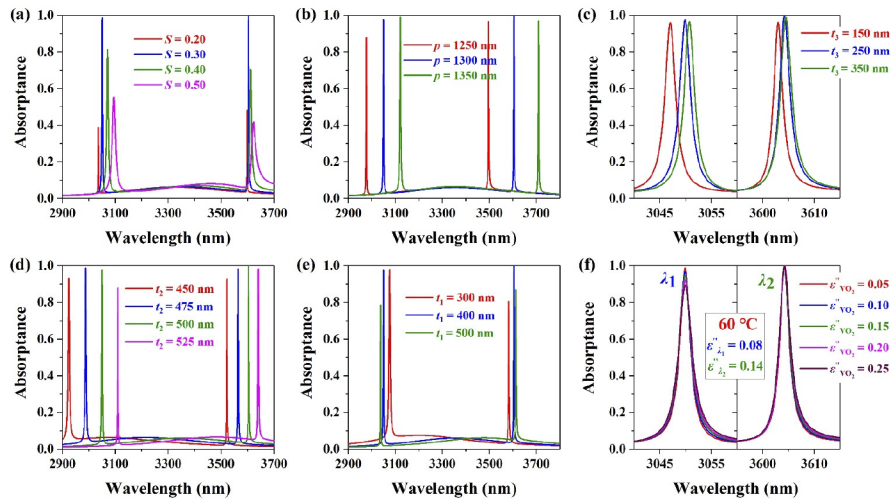 (a)
S = 0.20
S = 0.30
S = 0.40
S = 0.50
Absorptance
1.0
0.8
0.6
0.4
0.2
0.0
2900 3100 3300 3500 3700
Wavelength (nm)
(b)
p = 1250 nm
p = 1300 nm
p = 1350 nm
Absorptance
1.0
0.8
0.6
0.4
0.2
0.0
2900 3100 3300 3500 3700
Wavelength (nm)
(c)
t₃ = 150 nm
t₃ = 250 nm
t₃ = 350 nm
Absorptance
1.0
0.8
0.6
0.4
0.2
0.0
3045 3055 3600 3610
Wavelength (nm)
(d)
t₂ = 450 nm
t₂ = 475 nm
t₂ = 500 nm
t₂ = 525 nm
Absorptance
1.0
0.8
0.6
0.4
0.2
0.0
2900 3100 3300 3500 3700
Wavelength (nm)
(e)
t₁ = 300 nm
t₁ = 400 nm
t₁ = 500 nm
Absorptance
1.0
0.8
0.6
0.4
0.2
0.0
2900 3100 3300 3500 3700
Wavelength (nm)
(f)
λ1 λ2
60 °C
ε''λ₁ = 0.08
ε''λ₂ = 0.14
ε''VO₂ = 0.05
ε''VO₂ = 0.10
ε''VO₂ = 0.15
ε''VO₂ = 0.20
ε''VO₂ = 0.25
Absorptance
1.0
0.8
0.6
0.4
0.2
0.0
3045 3055 3600 3610
Wavelength (nm)